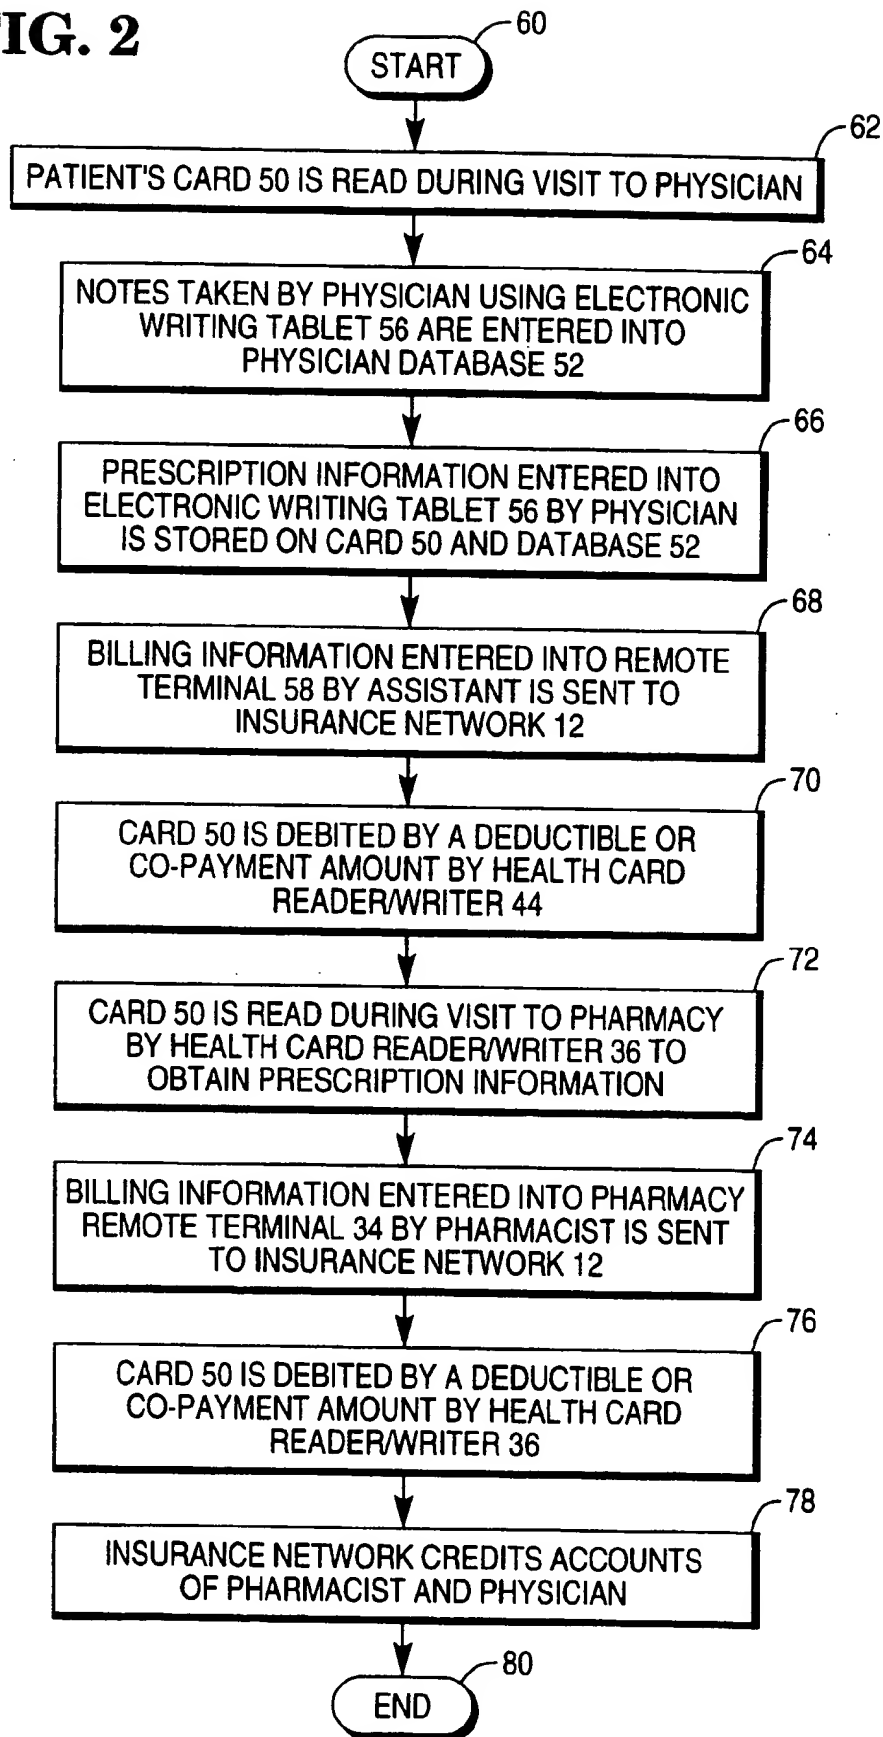 FIG. 2
START
60
62
PATIENT'S CARD 50 IS READ DURING VISIT TO PHYSICIAN
64
NOTES TAKEN BY PHYSICIAN USING ELECTRONIC
WRITING TABLET 56 ARE ENTERED INTO
PHYSICIAN DATABASE 52
66
PRESCRIPTION INFORMATION ENTERED INTO
ELECTRONIC WRITING TABLET 56 BY PHYSICIAN
IS STORED ON CARD 50 AND DATABASE 52
68
BILLING INFORMATION ENTERED INTO REMOTE
TERMINAL 58 BY ASSISTANT IS SENT TO
INSURANCE NETWORK 12
70
CARD 50 IS DEBITED BY A DEDUCTIBLE OR
CO-PAYMENT AMOUNT BY HEALTH CARD
READER/WRITER 44
72
CARD 50 IS READ DURING VISIT TO PHARMACY
BY HEALTH CARD READER/WRITER 36 TO
OBTAIN PRESCRIPTION INFORMATION
74
BILLING INFORMATION ENTERED INTO PHARMACY
REMOTE TERMINAL 34 BY PHARMACIST IS SENT
TO INSURANCE NETWORK 12
76
CARD 50 IS DEBITED BY A DEDUCTIBLE OR
CO-PAYMENT AMOUNT BY HEALTH CARD
READER/WRITER 36
78
INSURANCE NETWORK CREDITS ACCOUNTS
OF PHARMACIST AND PHYSICIAN
80
END